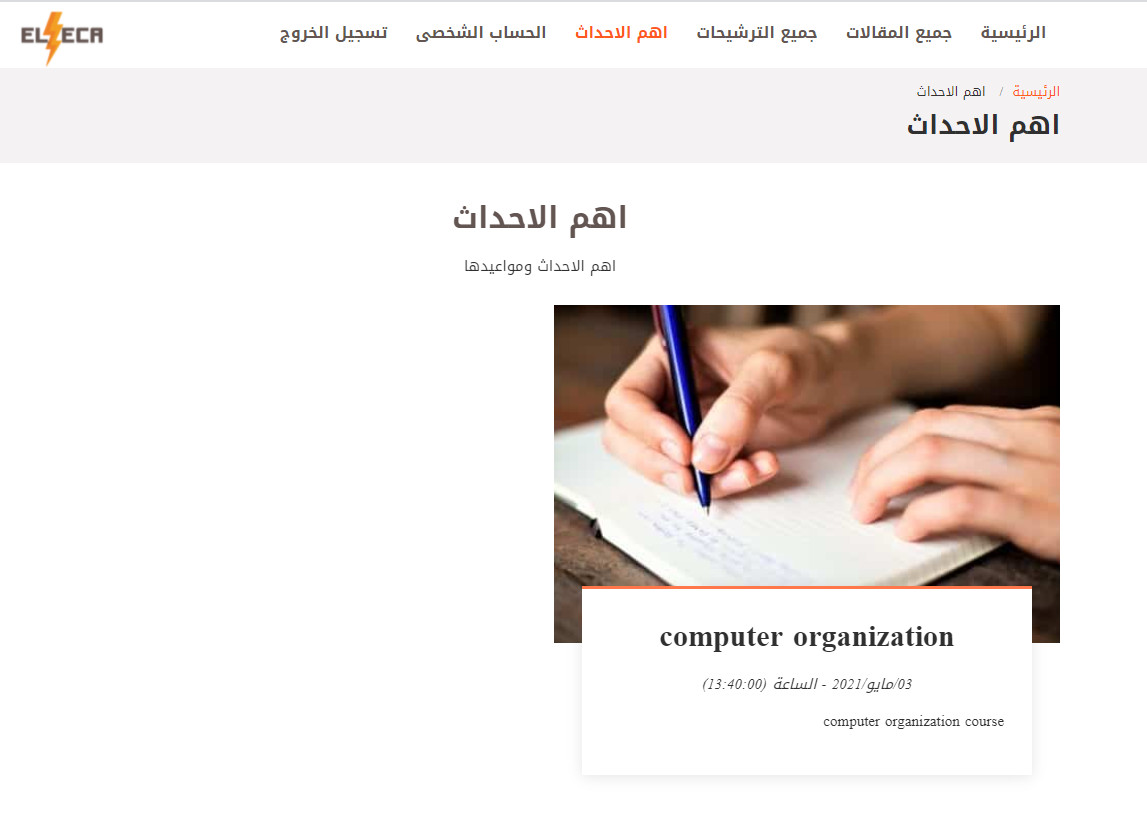 الرئيسية جميع المقالات جميع الترشيحات اهم الاحداث الحساب الشخصى تسجيل الخروج ELSECA
الرئيسية / اهم الاحداث
اهم الاحداث
اهم الاحداث
اهم الاحداث ومواعيدها
computer organization
03/مايو/2021 - الساعة (13:40:00)
computer organization course